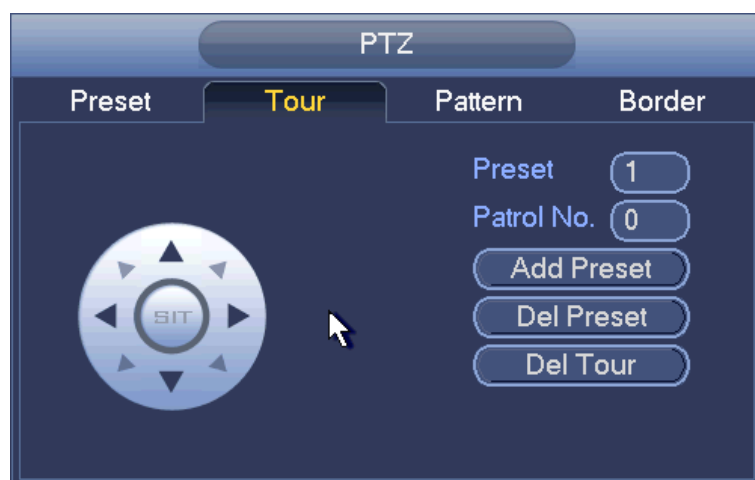 PTZ
Preset Tour Pattern Border
Preset 1
Patrol No. 0
Add Preset
SIT Del Preset
Del Tour